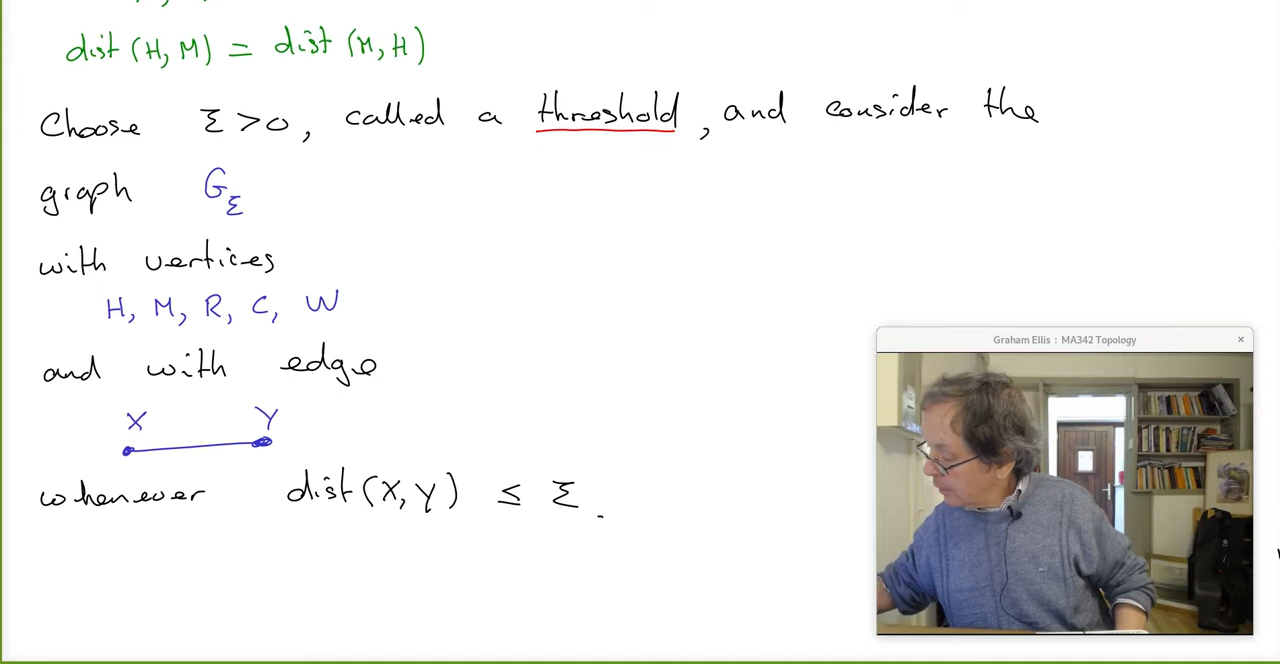 dist (H, M) = dist (M, H)
Choose Σ > 0, called a threshold, and consider the
graph G_Σ
with vertices
H, M, R, C, W
and with edge
X Y
whenever dist (X, Y) ≤ Σ.
Graham Ellis : MA342 Topology